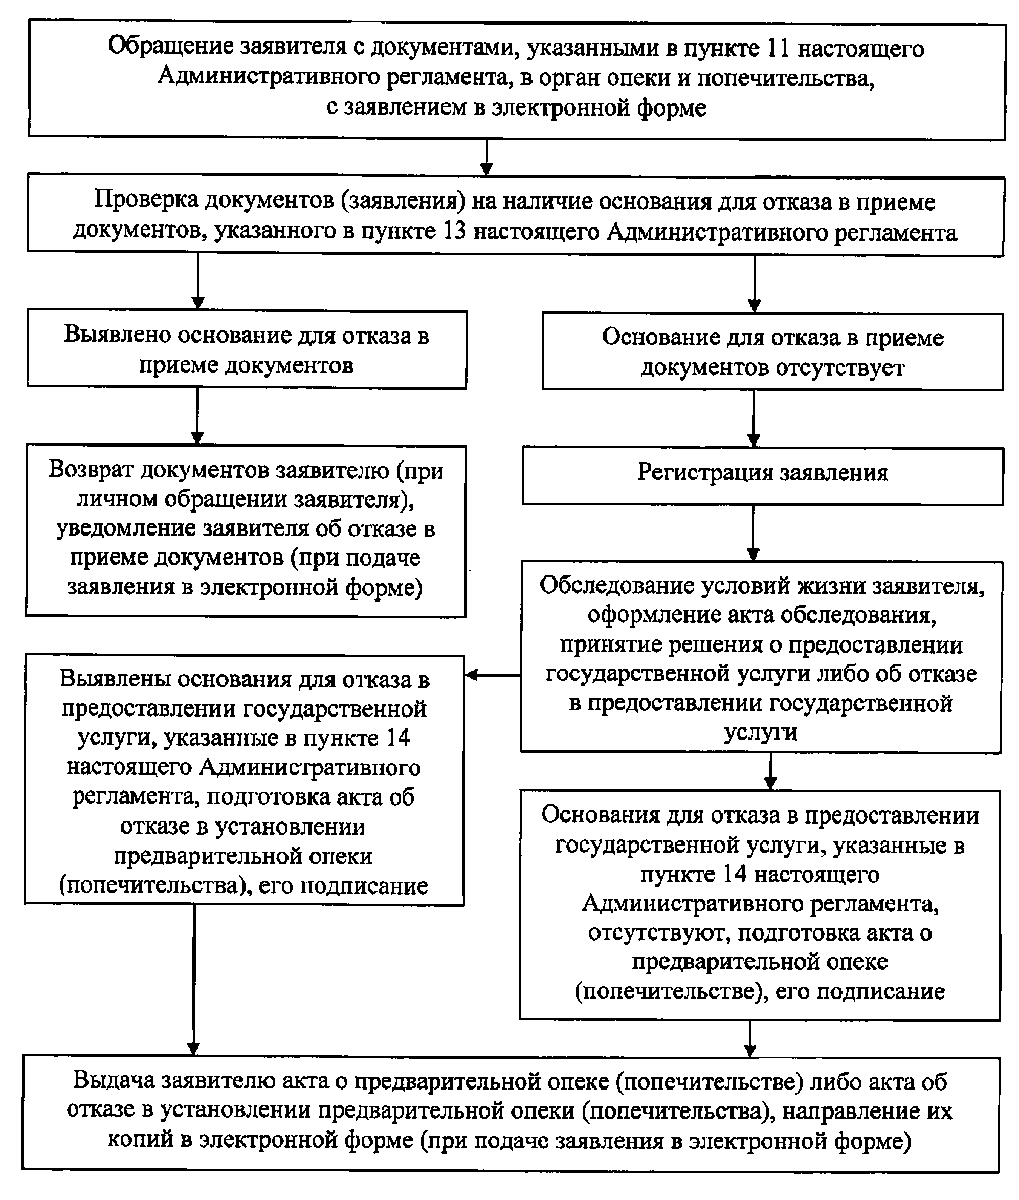 Обращение заявителя с документами, указанными в пункте 11 настоящего
Административного регламента, в орган опеки и попечительства,
с заявлением в электронной форме
Проверка документов (заявления) на наличие основания для отказа в приеме
документов, указанного в пункте 13 настоящего Административного регламента
Выявлено основание для отказа в
приеме документов
Основание для отказа в приеме
документов отсутствует
Возврат документов заявителю (при
личном обращении заявителя),
уведомление заявителя об отказе в
приеме документов (при подаче
заявления в электронной форме)
Регистрация заявления
Обследование условий жизни заявителя,
оформление акта обследования,
принятие решения о предоставлении
государственной услуги либо об отказе
в предоставлении государственной
услуги
Выявлены основания для отказа в
предоставлении государственной
услуги, указанные в пункте 14
настоящего Административного
регламента, подготовка акта об
отказе в установлении
предварительной опеки
(попечительства), его подписание
Основания для отказа в предоставлении
государственной услуги, указанные в
пункте 14 настоящего
Административного регламента,
отсутствуют, подготовка акта о
предварительной опеке
(попечительстве), его подписание
Выдача заявителю акта о предварительной опеке (попечительстве) либо акта об
отказе в установлении предварительной опеки (попечительства), направление их
копий в электронной форме (при подаче заявления в электронной форме)